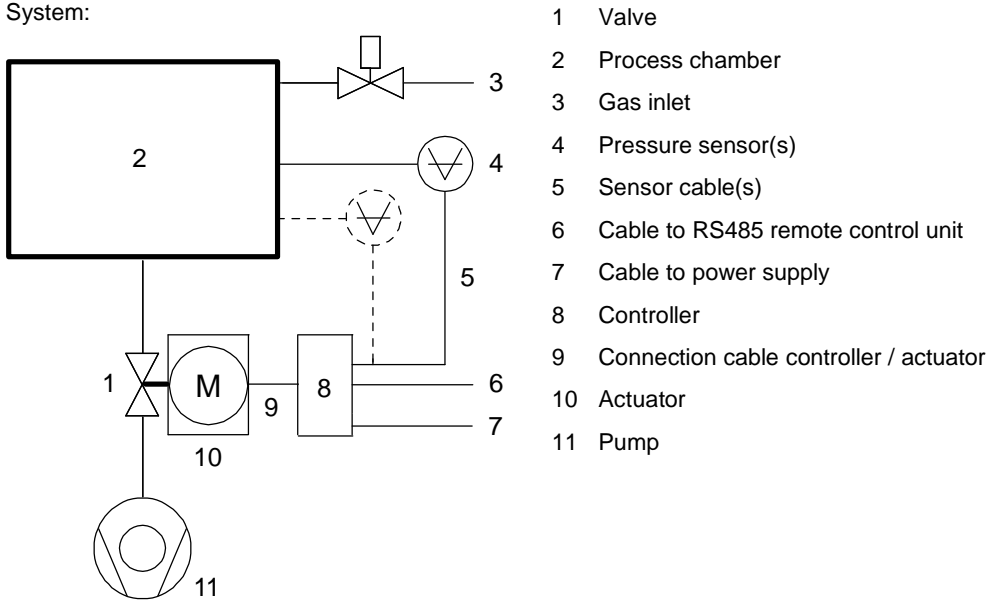 System:
1 Valve
2 Process chamber
3 Gas inlet
4 Pressure sensor(s)
5 Sensor cable(s)
6 Cable to RS485 remote control unit
7 Cable to power supply
8 Controller
9 Connection cable controller / actuator
10 Actuator
11 Pump
3
2
4
5
1
M
9
8
6
7
10
11